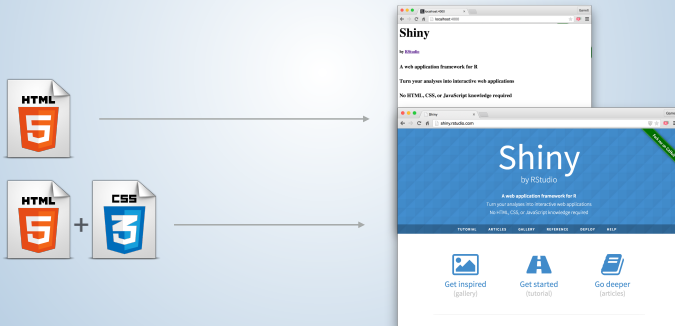 localhost:4000
localhost:4000
Shiny
by RStudio
A web application framework for R
Turn your analyses into interactive web applications
No HTML, CSS, or JavaScript knowledge required
HTML
5
HTML
5
+
CSS
3
Shiny
shiny.rstudio.com
Shiny
by RStudio
A web application framework for R
Turn your analyses into interactive web applications
No HTML, CSS, or JavaScript knowledge required
TUTORIAL ARTICLES GALLERY REFERENCE DEPLOY HELP
Get inspired
(gallery)
Get started
(tutorial)
Go deeper
(articles)